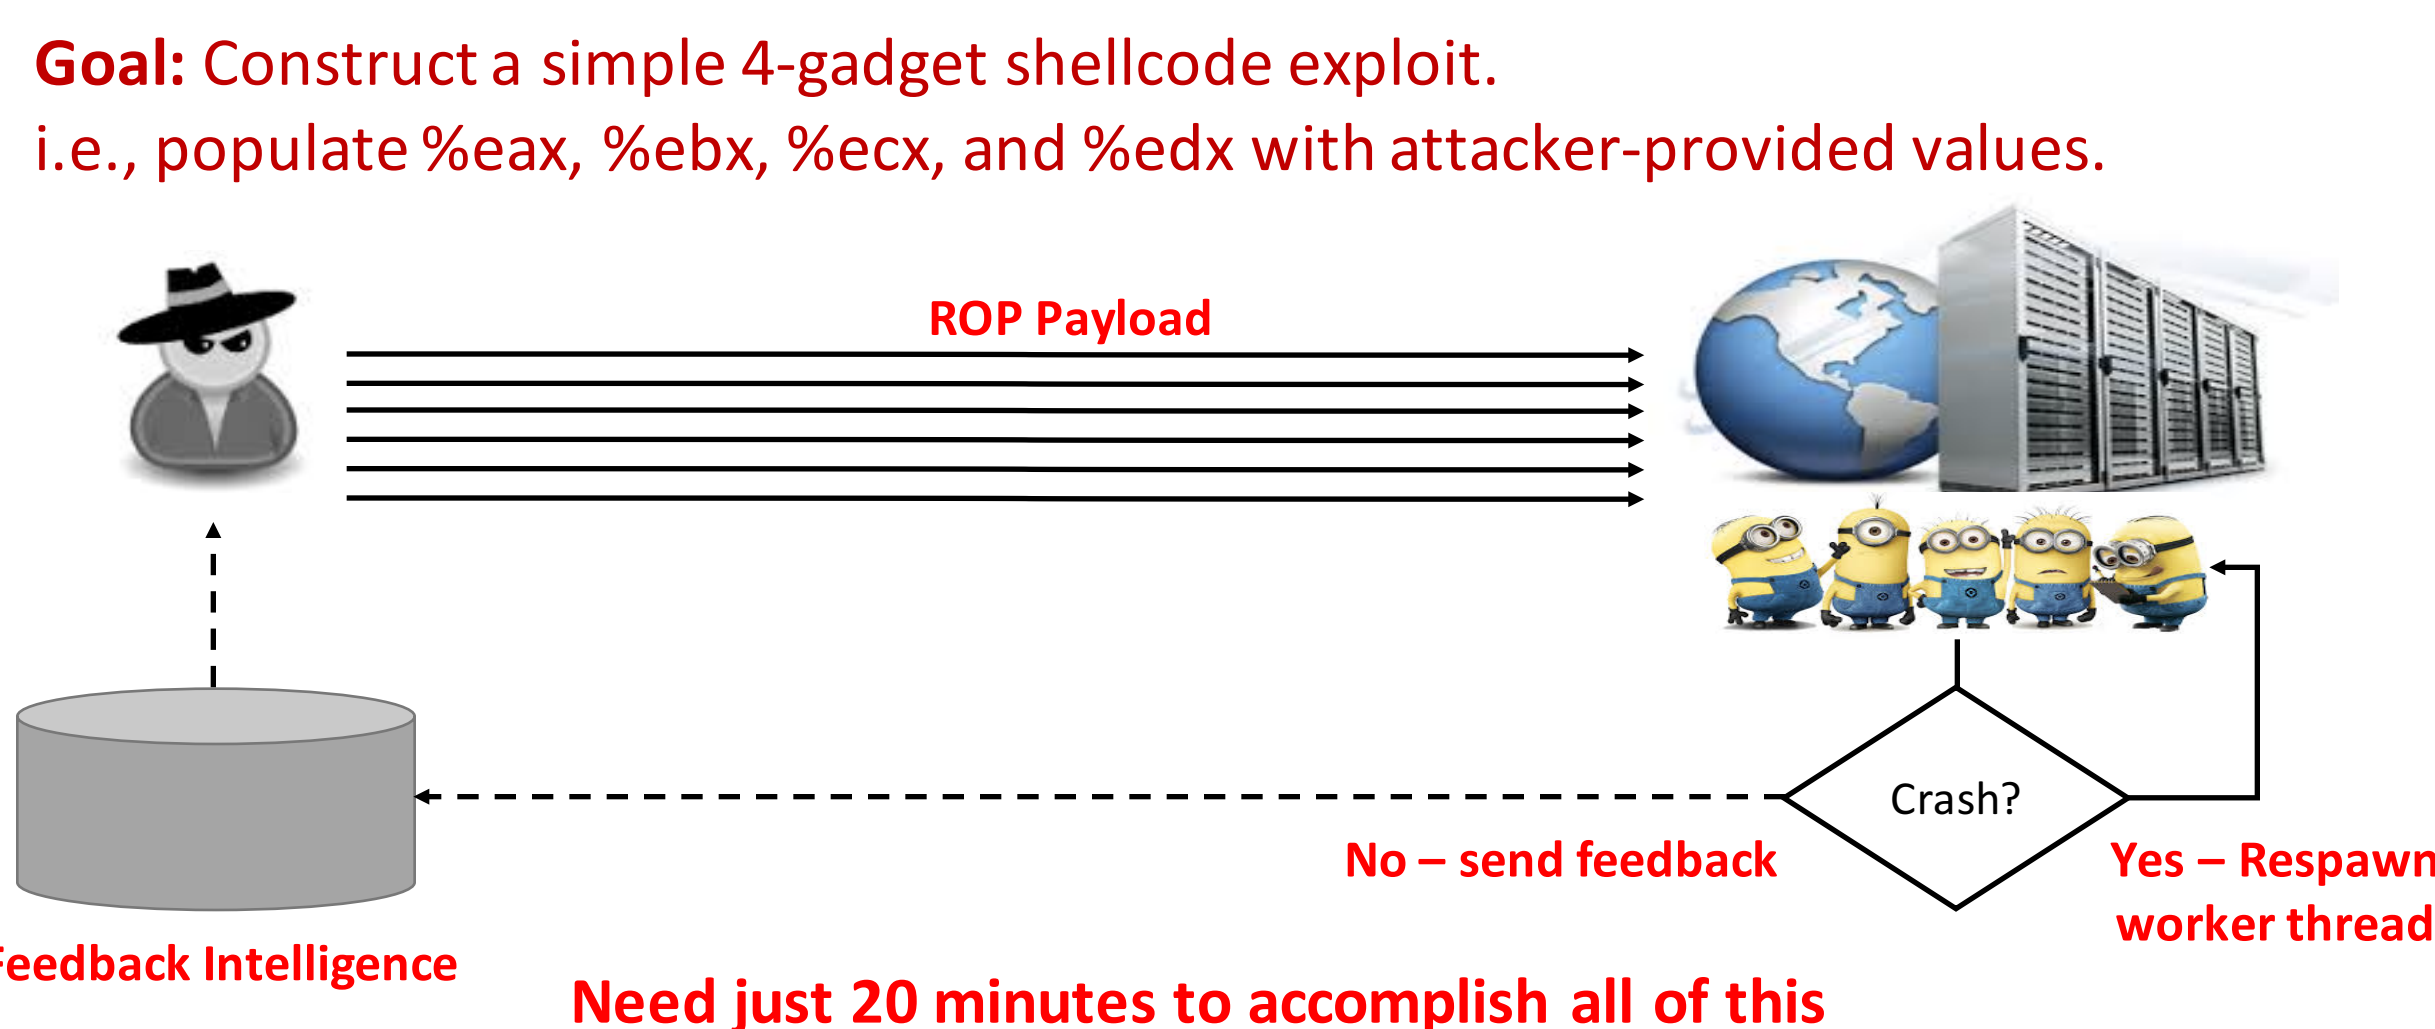 Goal: Construct a simple 4-gadget shellcode exploit.
i.e., populate %eax, %ebx, %ecx, and %edx with attacker-provided values.
ROP Payload
Crash?
No – send feedback
Yes – Respawn
worker thread
Feedback Intelligence
Need just 20 minutes to accomplish all of this